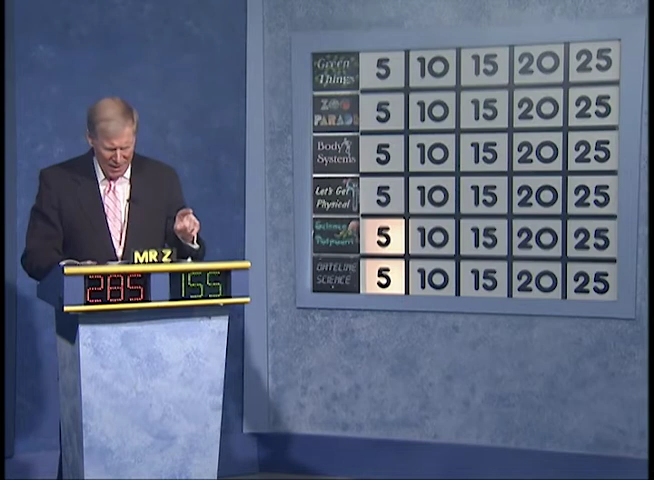 Green Things 5 10 15 20 25
ZOO PARADE 5 10 15 20 25
Body Systems 5 10 15 20 25
Let's Get Physical 5 10 15 20 25
Science Potpourri 5 10 15 20 25
DATELINE SCIENCE 5 10 15 20 25
MR Z
285 155